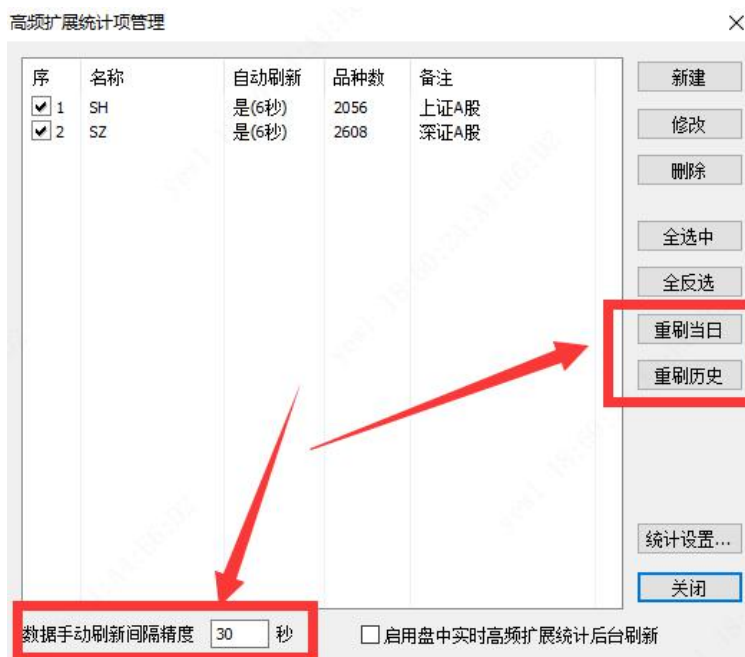 高频扩展统计项管理
序 名称 自动刷新 品种数 备注
1 SH 是(6秒) 2056 上证A股
2 SZ 是(6秒) 2608 深证A股
新建
修改
删除
全选中
全反选
重刷当日
重刷历史
统计设置...
关闭
数据手动刷新间隔精度 30 秒 启用盘中实时高频扩展统计后台刷新